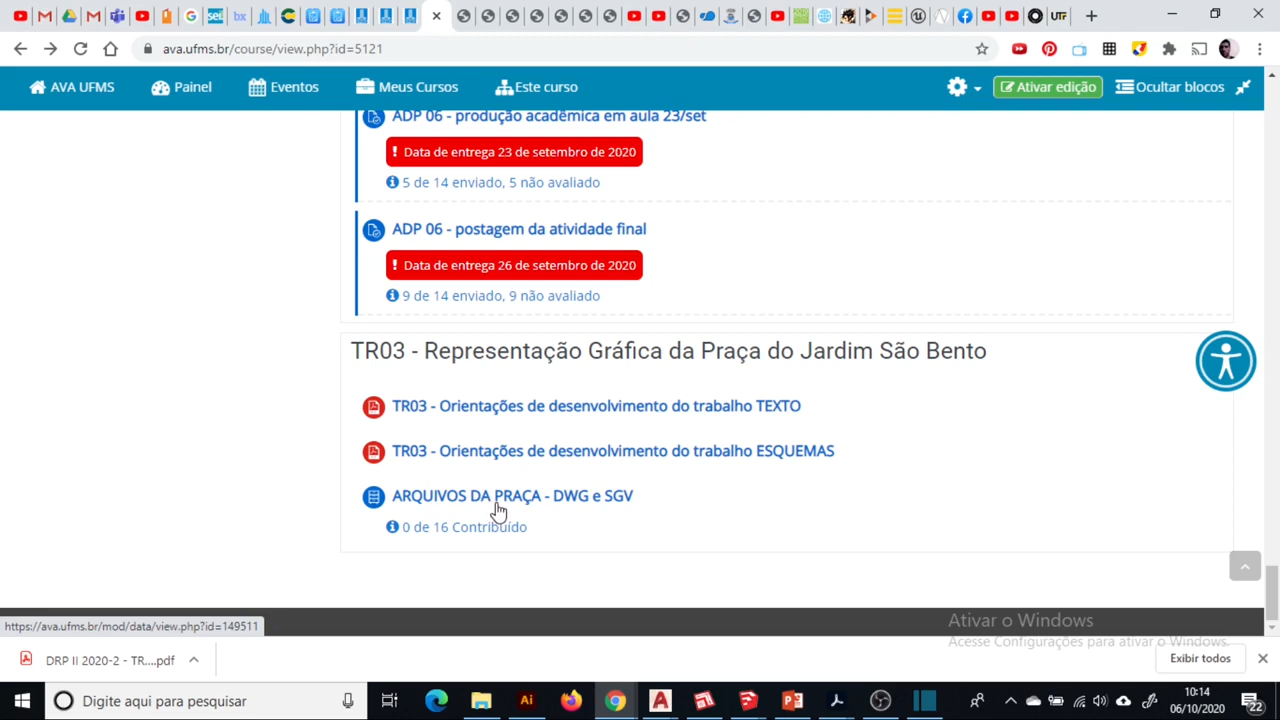 ava.ufms.br/course/view.php?id=5121
AVA UFMS Painel Eventos Meus Cursos Este curso Ativar edição Ocultar blocos
ADP 06 - produção acadêmica em aula 23/set
! Data de entrega 23 de setembro de 2020
5 de 14 enviado, 5 não avaliado
ADP 06 - postagem da atividade final
! Data de entrega 26 de setembro de 2020
9 de 14 enviado, 9 não avaliado
TR03 - Representação Gráfica da Praça do Jardim São Bento
TR03 - Orientações de desenvolvimento do trabalho TEXTO
TR03 - Orientações de desenvolvimento do trabalho ESQUEMAS
ARQUIVOS DA PRAÇA - DWG e SGV
0 de 16 Contribuído
https://ava.ufms.br/mod/data/view.php?id=149511
Ativar o Windows
Acesse Configurações para ativar o Windows.
DRP II 2020-2 - TR....pdf
Exibir todos
Digite aqui para pesquisar
10:14
06/10/2020
22